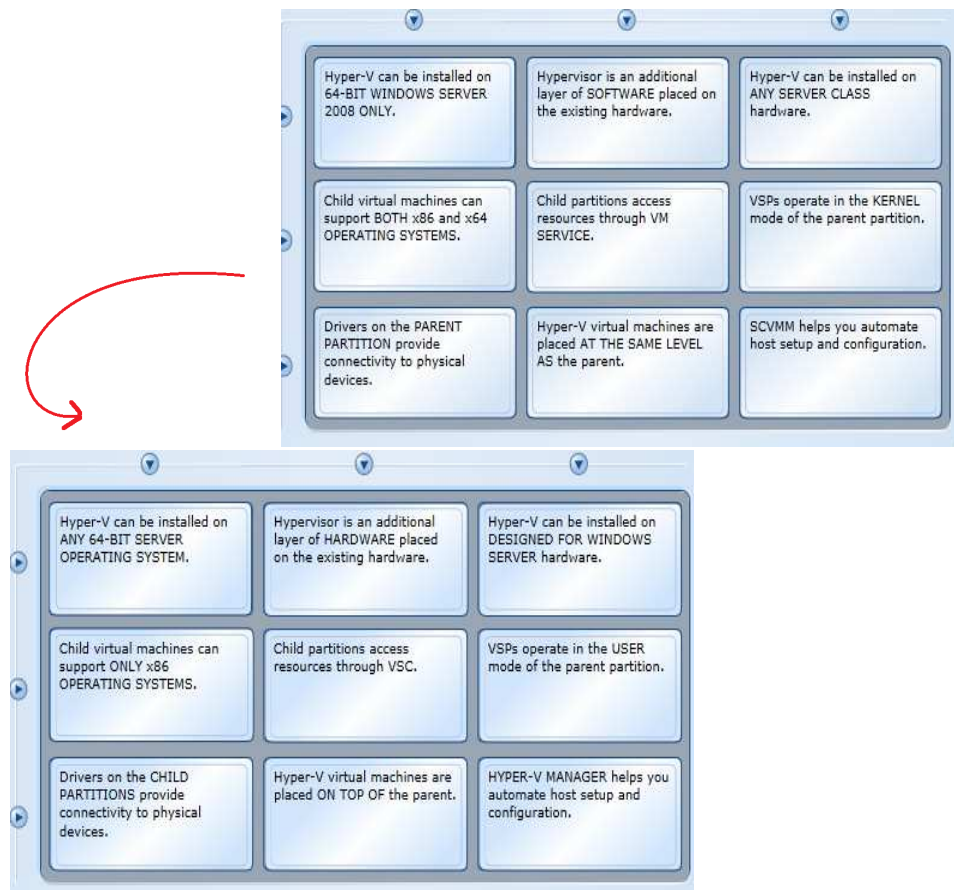 Hyper-V can be installed on
64-BIT WINDOWS SERVER
2008 ONLY.
Hypervisor is an additional
layer of SOFTWARE placed on
the existing hardware.
Hyper-V can be installed on
ANY SERVER CLASS
hardware.
Child virtual machines can
support BOTH x86 and x64
OPERATING SYSTEMS.
Child partitions access
resources through VM
SERVICE.
VSPs operate in the KERNEL
mode of the parent partition.
Drivers on the PARENT
PARTITION provide
connectivity to physical
devices.
Hyper-V virtual machines are
placed AT THE SAME LEVEL
AS the parent.
SCVMM helps you automate
host setup and configuration.
Hyper-V can be installed on
ANY 64-BIT SERVER
OPERATING SYSTEM.
Hypervisor is an additional
layer of HARDWARE placed
on the existing hardware.
Hyper-V can be installed on
DESIGNED FOR WINDOWS
SERVER hardware.
Child virtual machines can
support ONLY x86
OPERATING SYSTEMS.
Child partitions access
resources through VSC.
VSPs operate in the USER
mode of the parent partition.
Drivers on the CHILD
PARTITIONS provide
connectivity to physical
devices.
Hyper-V virtual machines are
placed ON TOP OF the parent.
HYPER-V MANAGER helps you
automate host setup and
configuration.